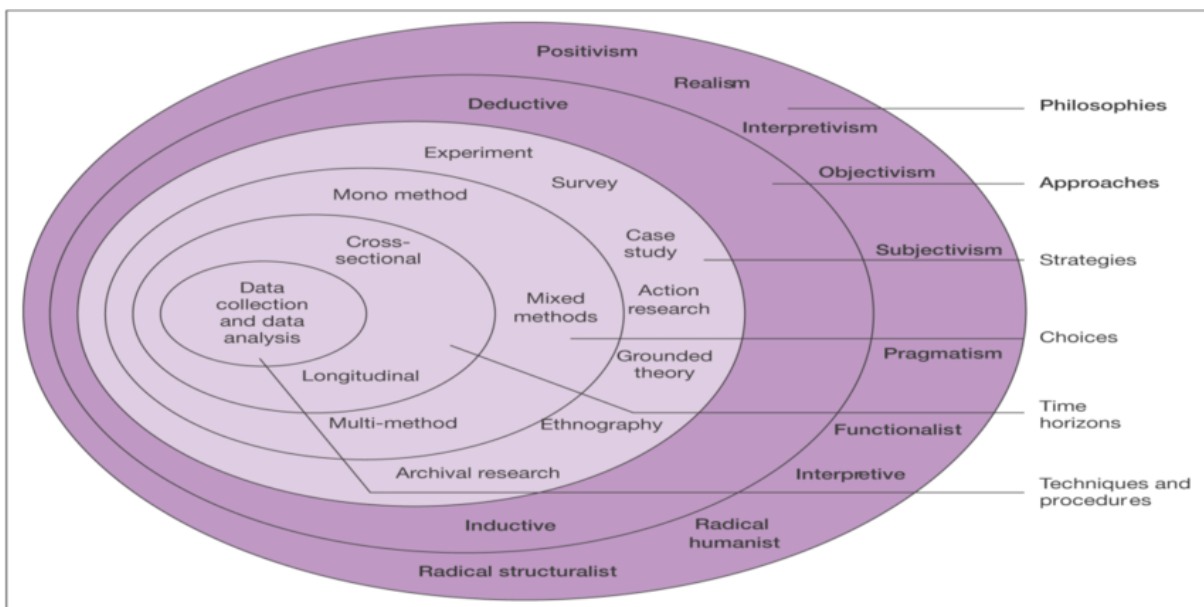 Positivism
Realism
Interpretivism
Objectivism
Subjectivism
Pragmatism
Functionalist
Interpretive
Radical
humanist
Radical structuralist
Deductive
Inductive
Experiment
Survey
Case
study
Action
research
Grounded
theory
Ethnography
Archival research
Mono method
Mixed
methods
Multi-method
Cross-
sectional
Longitudinal
Data
collection
and data
analysis
Philosophies
Approaches
Strategies
Choices
Time
horizons
Techniques and
procedures